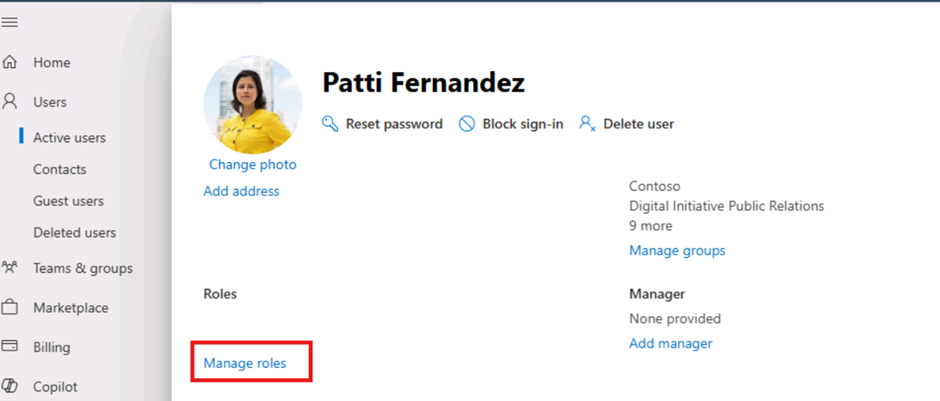 Home
Users
Active users
Contacts
Guest users
Deleted users
Teams & groups
Marketplace
Billing
Copilot
Patti Fernandez
Reset password
Block sign-in
Delete user
Change photo
Add address
Contoso
Digital Initiative Public Relations
9 more
Manage groups
Roles
Manage roles
Manager
None provided
Add manager